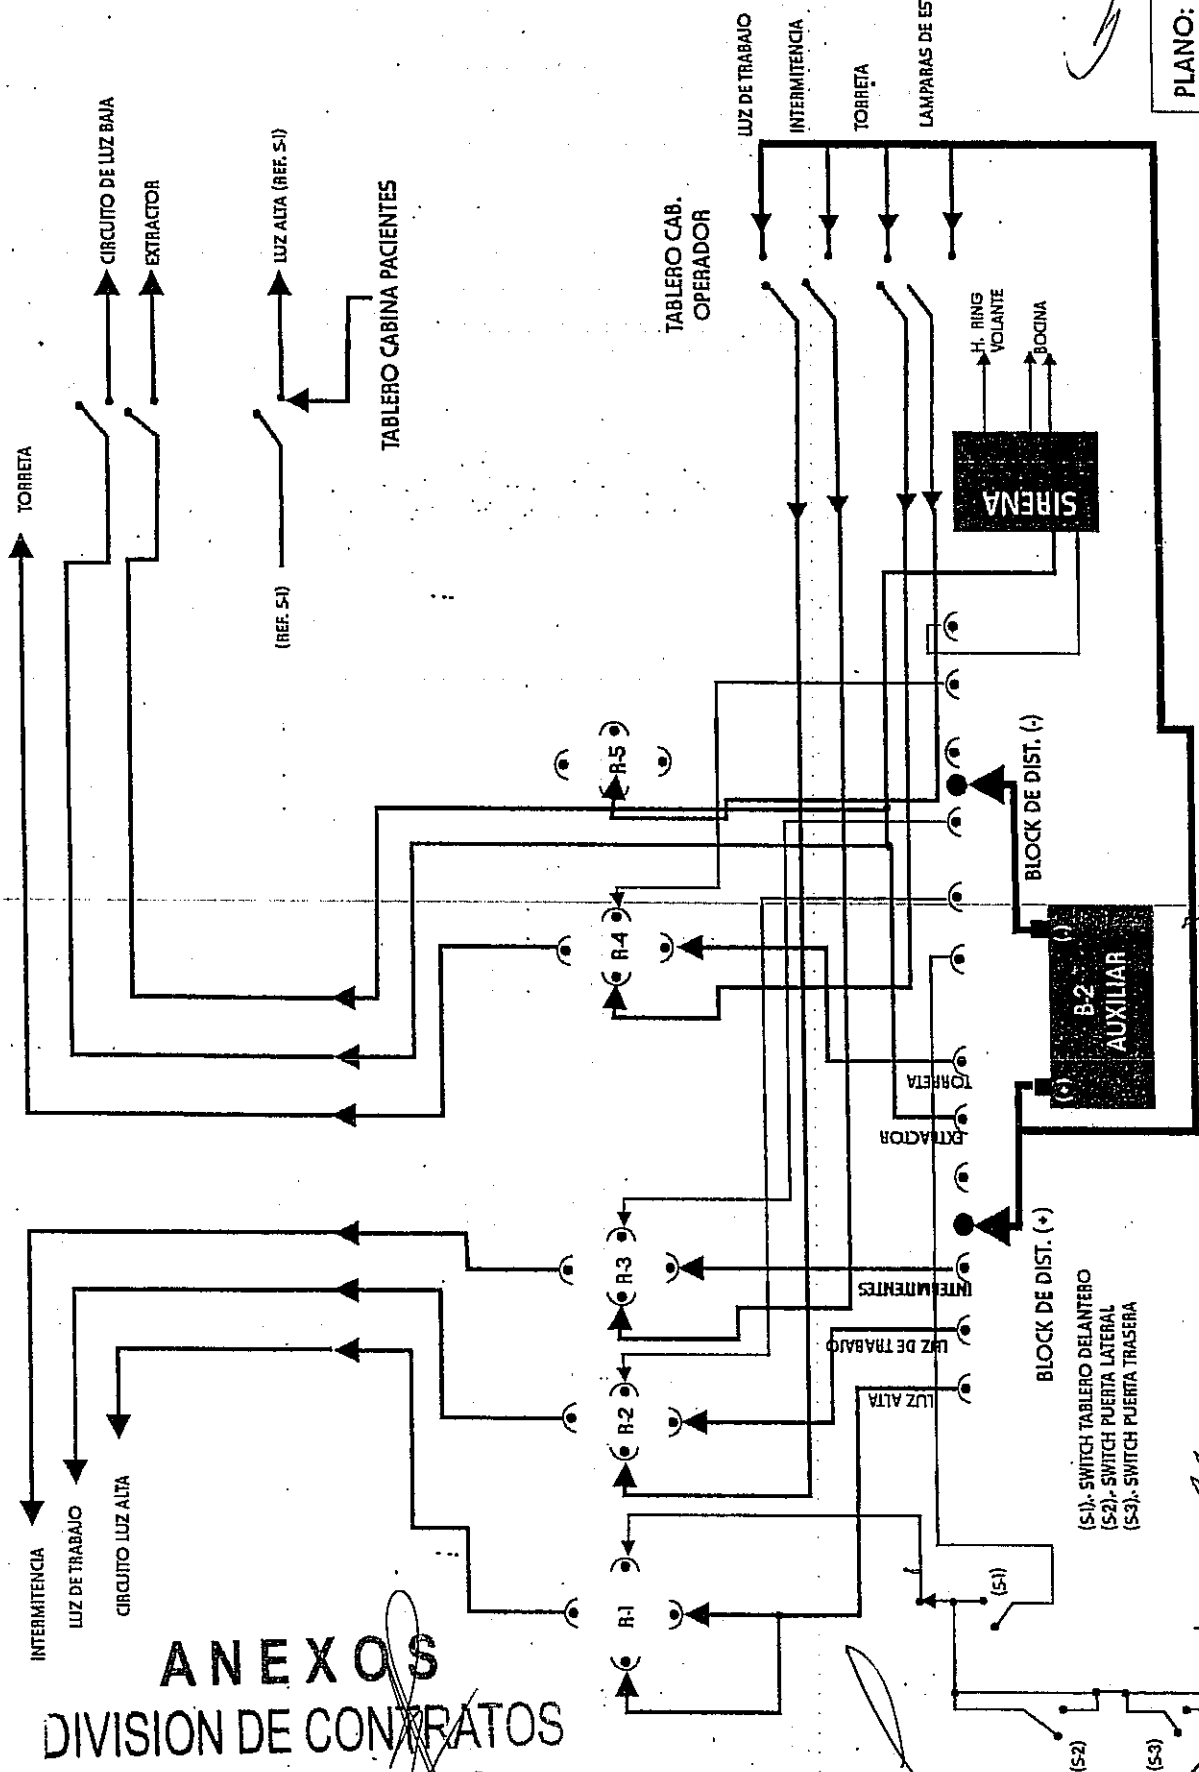 TORRETA
CIRCUITO DE LUZ BAJA
EXTRACTOR
LUZ ALTA (REF. S-1)
(REF. S-1)
TABLERO CABINA PACIENTES
INTERMITENCIA
LUZ DE TRABAJO
CIRCUITO LUZ ALTA
R-1
R-2
R-3
R-4
R-5
TABLERO CAB.
OPERADOR
LUZ DE TRABAJO
INTERMITENCIA
TORRETA
LAMPARAS DE ES
H. RING
VOLANTE
BOCINA
SIRENA
LUZ ALTA
LUZ DE TRABAJO
INTERMITENTES
EXTRACTOR
TORRETA
BLOCK DE DIST. (+)
BLOCK DE DIST. (-)
(+)
(-)
B-2
AUXILIAR
(S-1)
(S-2)
(S-3)
(S-1).- SWITCH TABLERO DELANTERO
(S-2).- SWITCH PUERTA LATERAL
(S-3).- SWITCH PUERTA TRASERA
PLANO:
ANEXOS
DIVISION DE CONTRATOS